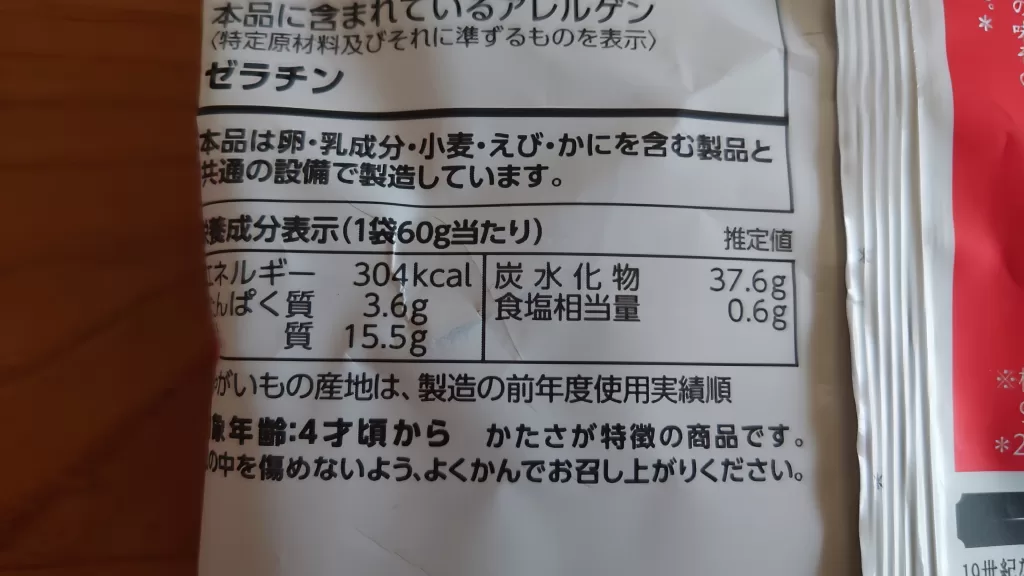 本品に含まれているアレルゲン
〈特定原材料及びそれに準ずるものを表示〉
ゼラチン
本品は卵・乳成分・小麦・えび・かにを含む製品と
共通の設備で製造しています。
養成分表示(1袋60g当たり) 推定値
エネルギー 304kcal 炭水化物 37.6g
んぱく質 3.6g 食塩相当量 0.6g
質 15.5g
がいもの産地は、製造の前年度使用実績順
象年齢:4才頃から かたさが特徴の商品です。
の中を傷めないよう、よくかんでお召し上がりください。
※
*2
19世紀